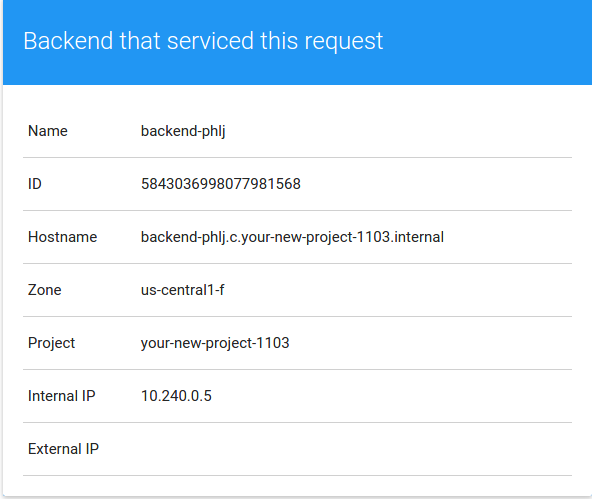 Backend that serviced this request
Name backend-phlj
ID 5843036998077981568
Hostname backend-phlj.c.your-new-project-1103.internal
Zone us-central1-f
Project your-new-project-1103
Internal IP 10.240.0.5
External IP